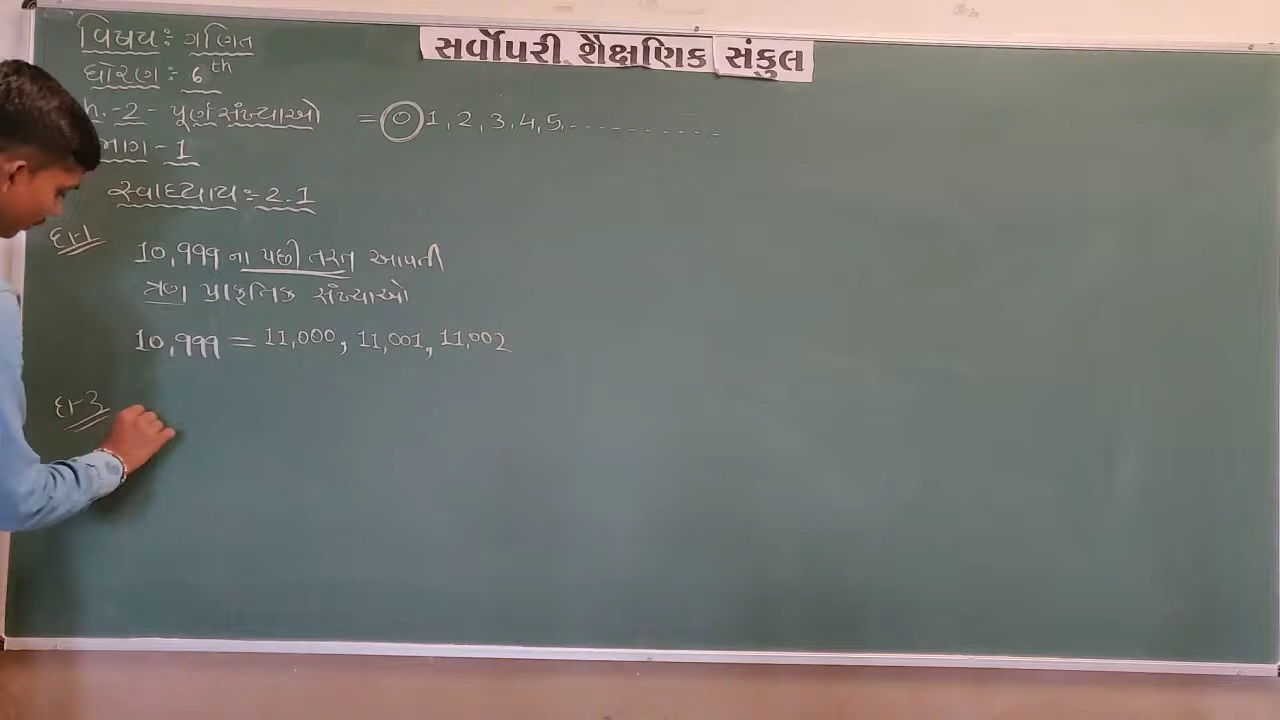 સર્વોપરી શૈક્ષણિક સંકુલ
વિષય : ગણિત
ધોરણ : 6th
-2- પૂર્ણ સંખ્યાઓ = 0 1, 2, 3, 4, 5, ..........
ભાગ - 1
સ્વાધ્યાય : 2.1
દા-1 10,999 ના પછી તરત આવતી
ત્રણ પ્રાકૃતિક સંખ્યાઓ
10,999 = 11,000, 11,001, 11,002
દા-3